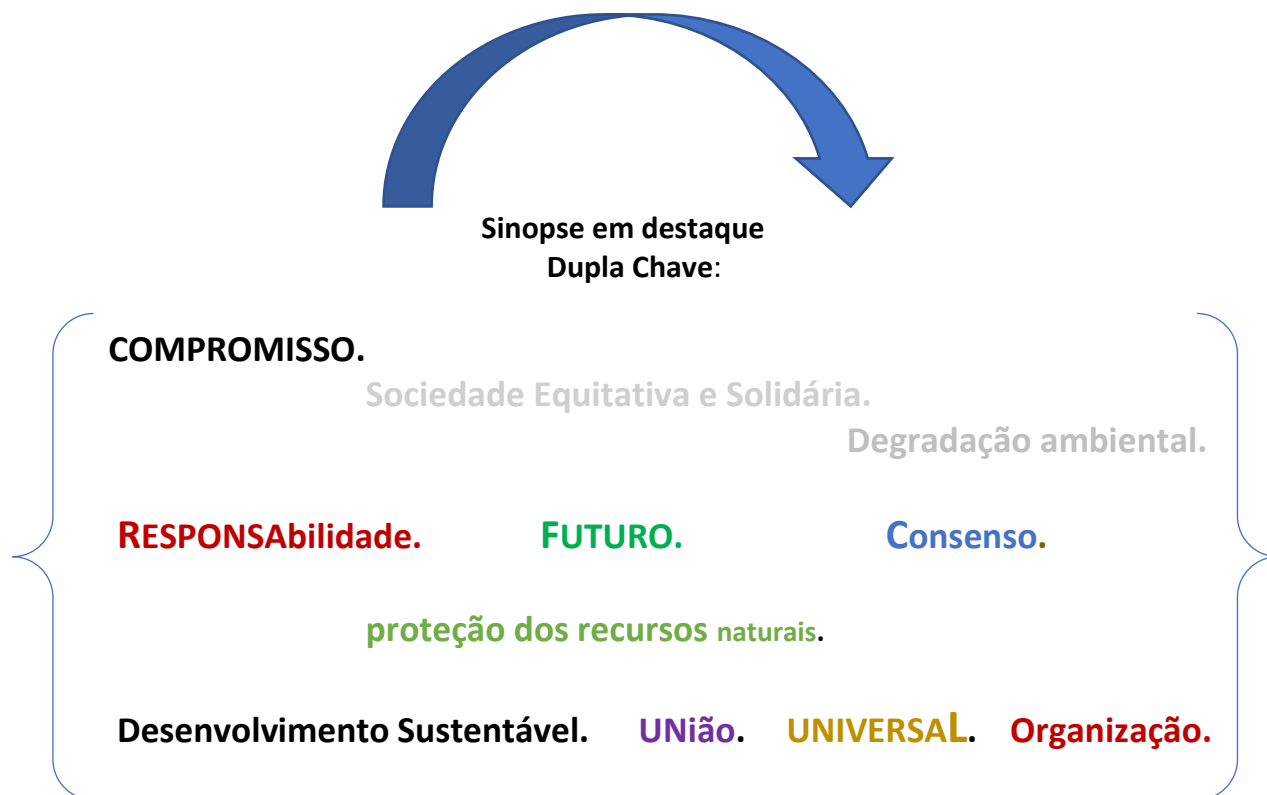 Sinopse em destaque
Dupla Chave:
COMPROMISSO.
Sociedade Equitativa e Solidária.
Degradação ambiental.
RESPONSAbilidade. FUTURO. Consenso.
proteção dos recursos naturais.
Desenvolvimento Sustentável. UNião. UNIVERSAL. Organização.